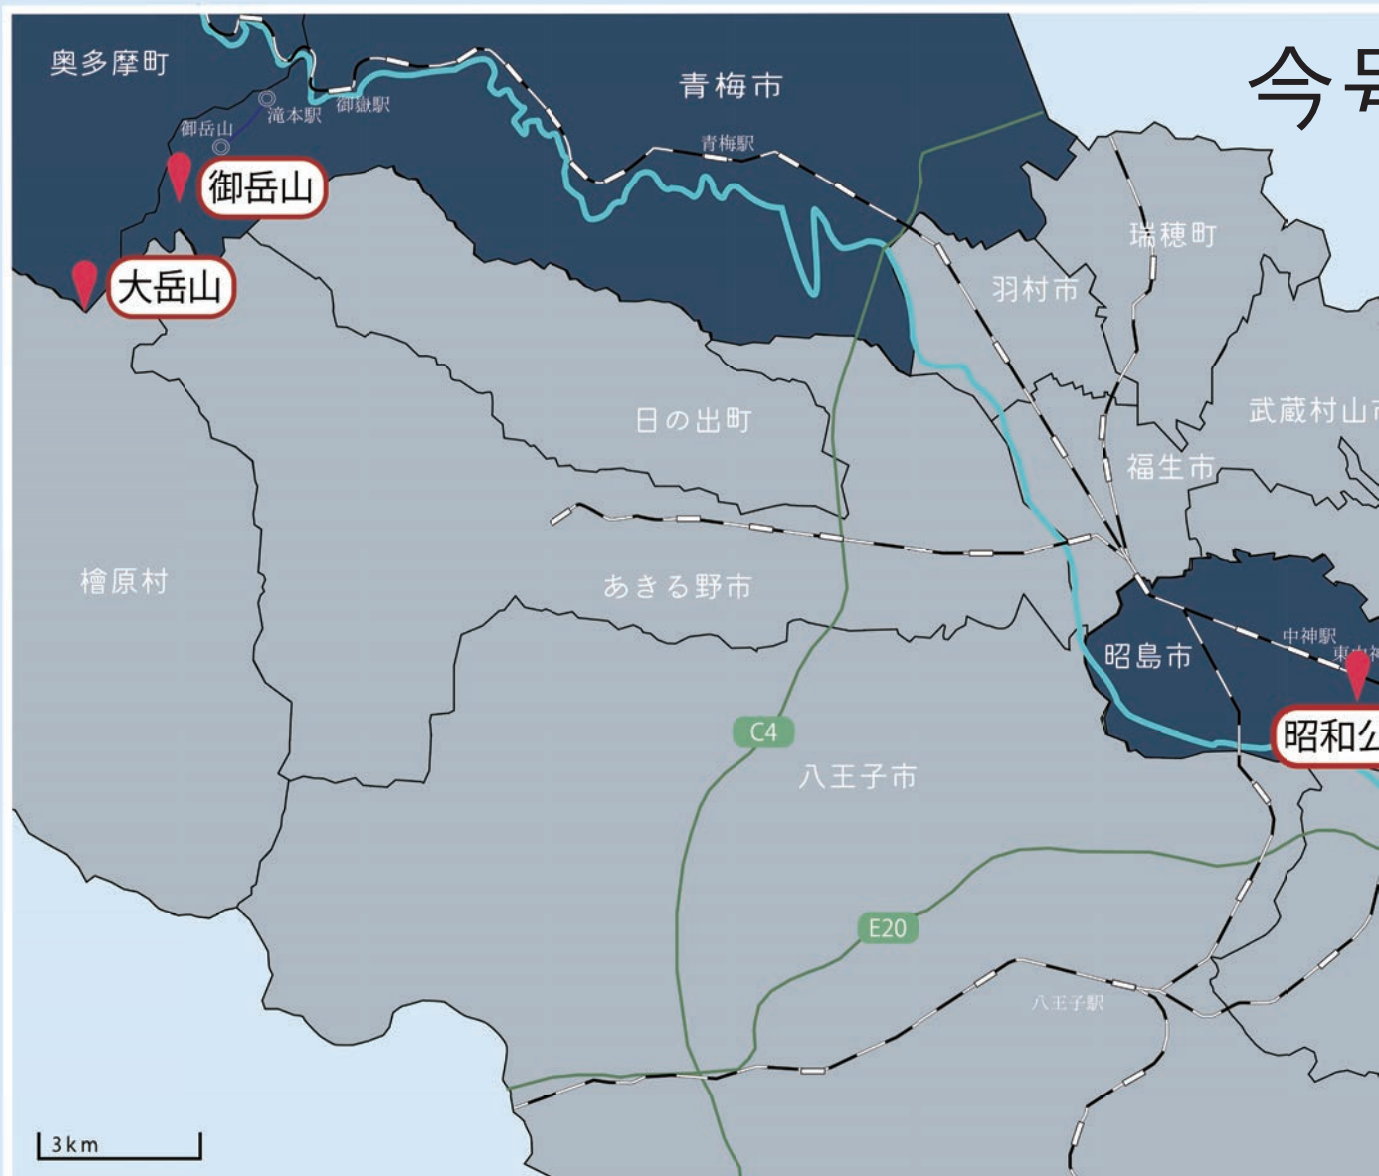 今号
奥多摩町
青梅市
滝本駅
御嶽駅
御岳山
青梅駅
御岳山
瑞穂町
大岳山
羽村市
日の出町
武蔵村山市
福生市
檜原村
あきる野市
中神駅
昭島市
C4
昭和公
八王子市
E20
八王子駅
3km